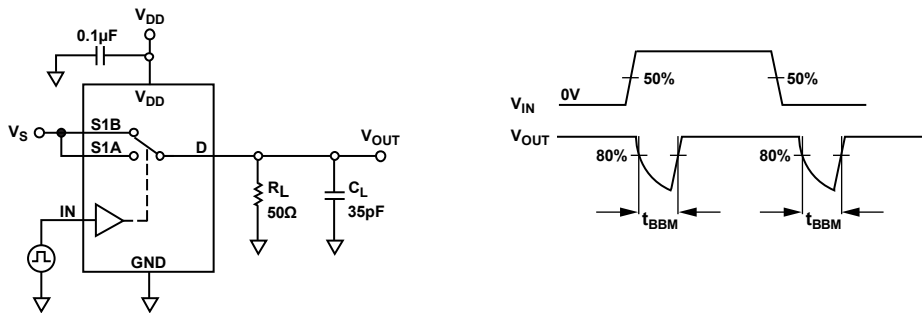 VDD
0.1µF
VDD
VS
S1B
S1A
D
VOUT
IN
RL
50Ω
CL
35pF
GND
50%
50%
VIN
0V
VOUT
80%
80%
tBBM
tBBM